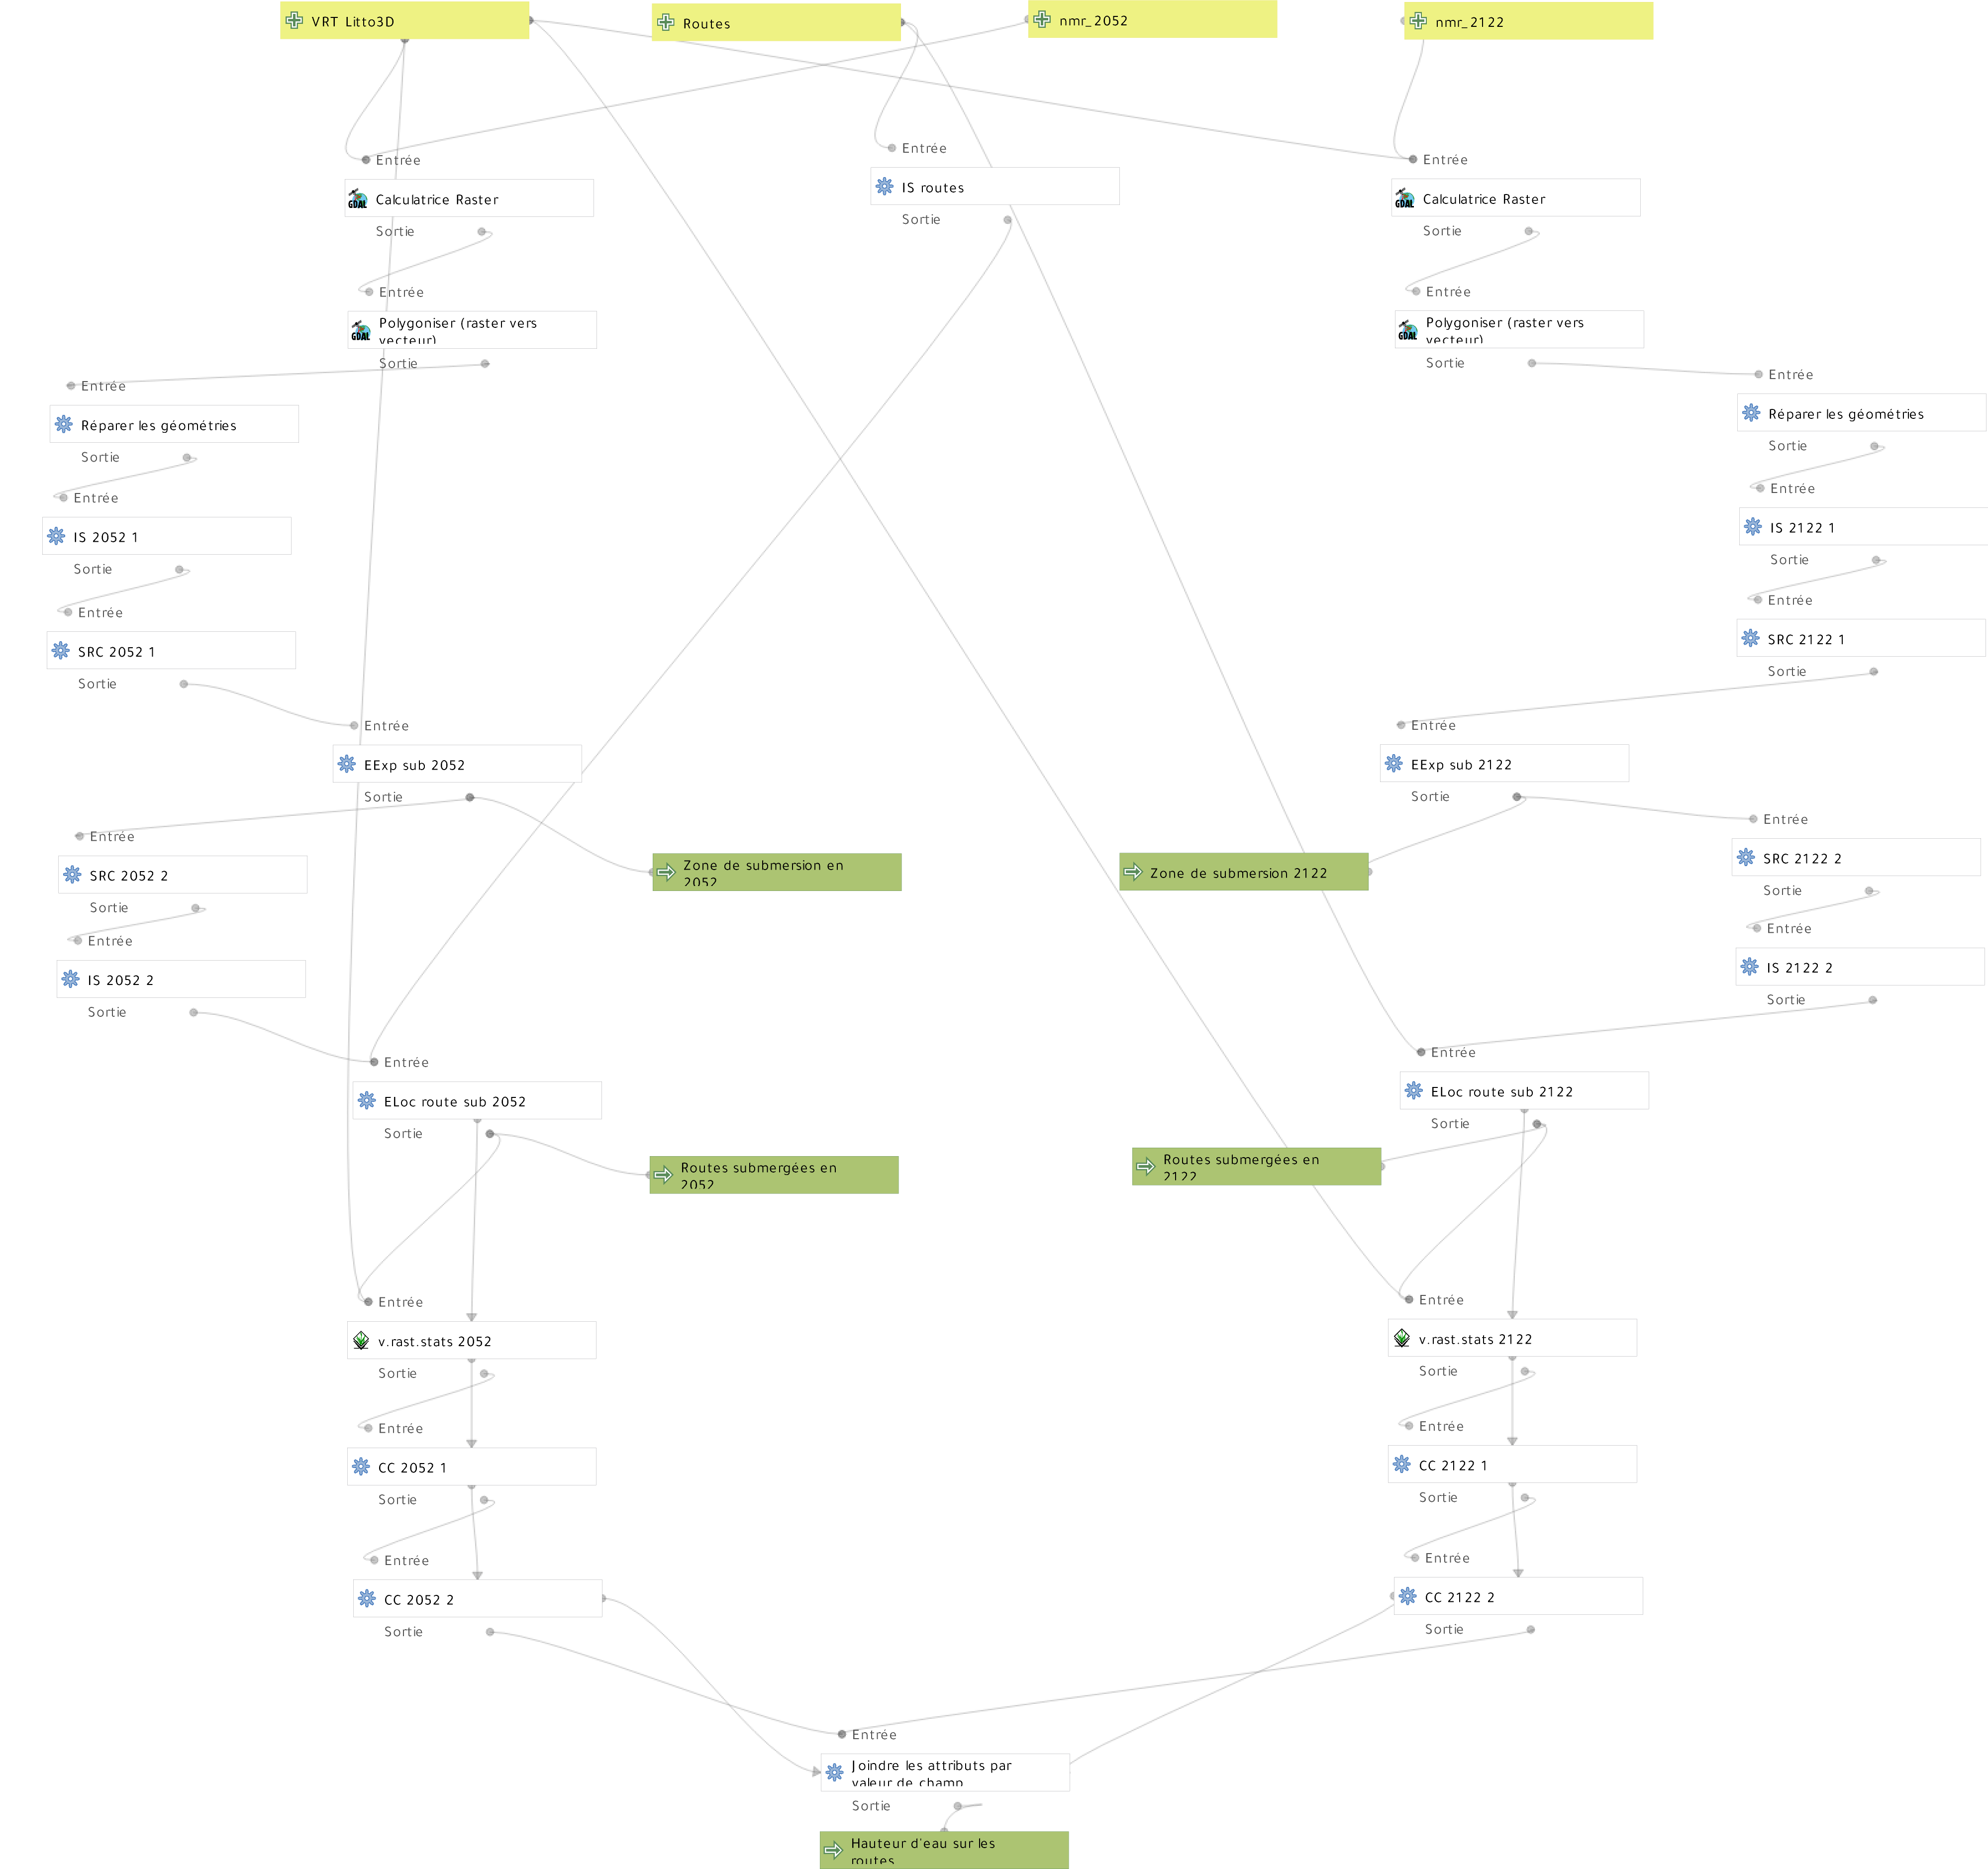 VRT Litto3D
Routes
nmr_2052
nmr_2122
Entrée
Calculatrice Raster
Sortie
Entrée
IS routes
Sortie
Entrée
Calculatrice Raster
Sortie
Entrée
Polygoniser (raster vers
vecteur)
Sortie
Entrée
Polygoniser (raster vers
vecteur)
Sortie
Entrée
Réparer les géométries
Sortie
Entrée
Réparer les géométries
Sortie
Entrée
IS 2052 1
Sortie
Entrée
IS 2122 1
Sortie
Entrée
SRC 2052 1
Sortie
Entrée
SRC 2122 1
Sortie
Entrée
EExp sub 2052
Sortie
Entrée
EExp sub 2122
Sortie
Entrée
SRC 2052 2
Sortie
Zone de submersion en
2052
Zone de submersion 2122
Entrée
SRC 2122 2
Sortie
Entrée
IS 2052 2
Sortie
Entrée
IS 2122 2
Sortie
Entrée
ELoc route sub 2052
Sortie
Entrée
ELoc route sub 2122
Sortie
Routes submergées en
2052
Routes submergées en
2122
Entrée
v.rast.stats 2052
Sortie
Entrée
v.rast.stats 2122
Sortie
Entrée
CC 2052 1
Sortie
Entrée
CC 2122 1
Sortie
Entrée
CC 2052 2
Sortie
Entrée
CC 2122 2
Sortie
Entrée
Joindre les attributs par
valeur de champ
Sortie
Hauteur d'eau sur les
routes